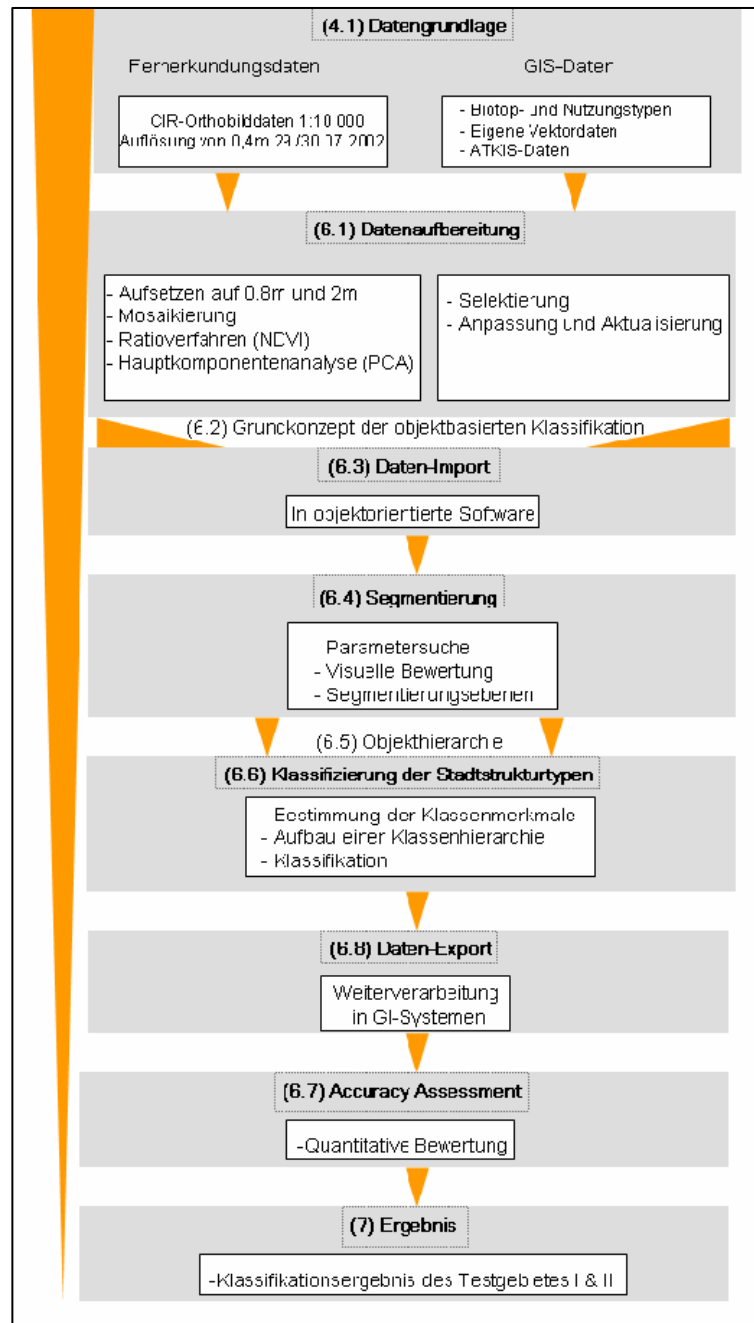 (4.1) Datengrundlage
Fernerkundungsdaten
GIS-Daten
CIR-Orthobilddaten 1:10 000
Auflösung von 0,4m 29./30.07.2002
- Biotop- und Nutzungstypen
- Eigene Vektordaten
- ATKIS-Daten
(6.1) Datenaufbereitung
- Aufsetzen auf 0.8m und 2m
- Mosaikierung
- Ratioverfahren (NDVI)
- Hauptkomponentenanalyse (PCA)
- Selektierung
- Anpassung und Aktualisierung
(6.2) Grundkonzept der objektbasierten Klassifikation
(6.3) Daten-Import
In objektorientierte Software
(6.4) Segmentierung
Parametersuche
- Visuelle Bewertung
- Segmentierungsebenen
(6.5) Objekthierarchie
(6.6) Klassifizierung der Stadtstrukturtypen
Bestimmung der Klassenmerkmale
- Aufbau einer Klassenhierarchie
- Klassifikation
(6.8) Daten-Export
Weiterverarbeitung
in GI-Systemen
(6.7) Accuracy Assessment
-Quantitative Bewertung
(7) Ergebnis
-Klassifikationsergebnis des Testgebietes I & II